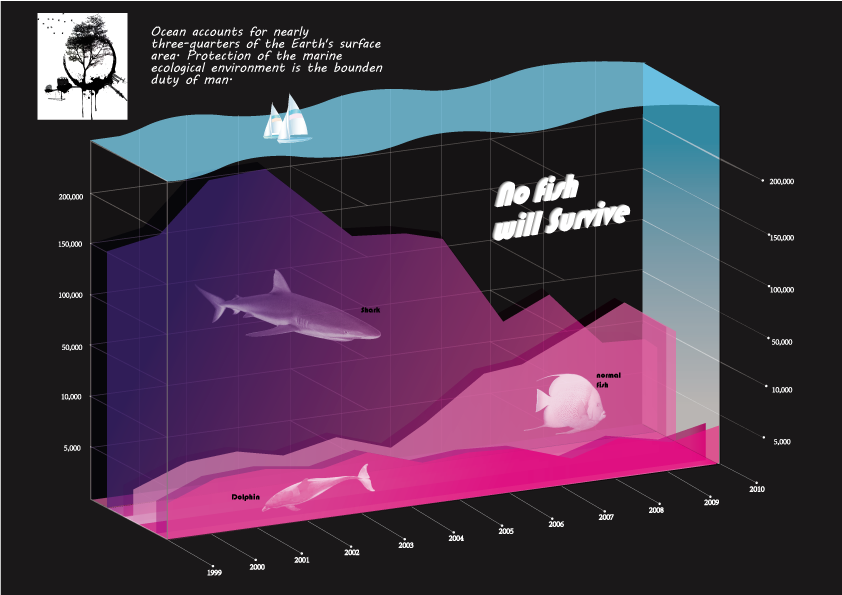 Ocean accounts for nearly
three-quarters of the Earth's surface
area. Protection of the marine
ecological environment is the bounden
duty of man.
No Fish
will Survive
200,000
150,000
100,000
50,000
10,000
5,000
200,000
150,000
100,000
50,000
10,000
5,000
Shark
normal
fish
Dolphin
1999
2000
2001
2002
2003
2004
2005
2006
2007
2008
2009
2010